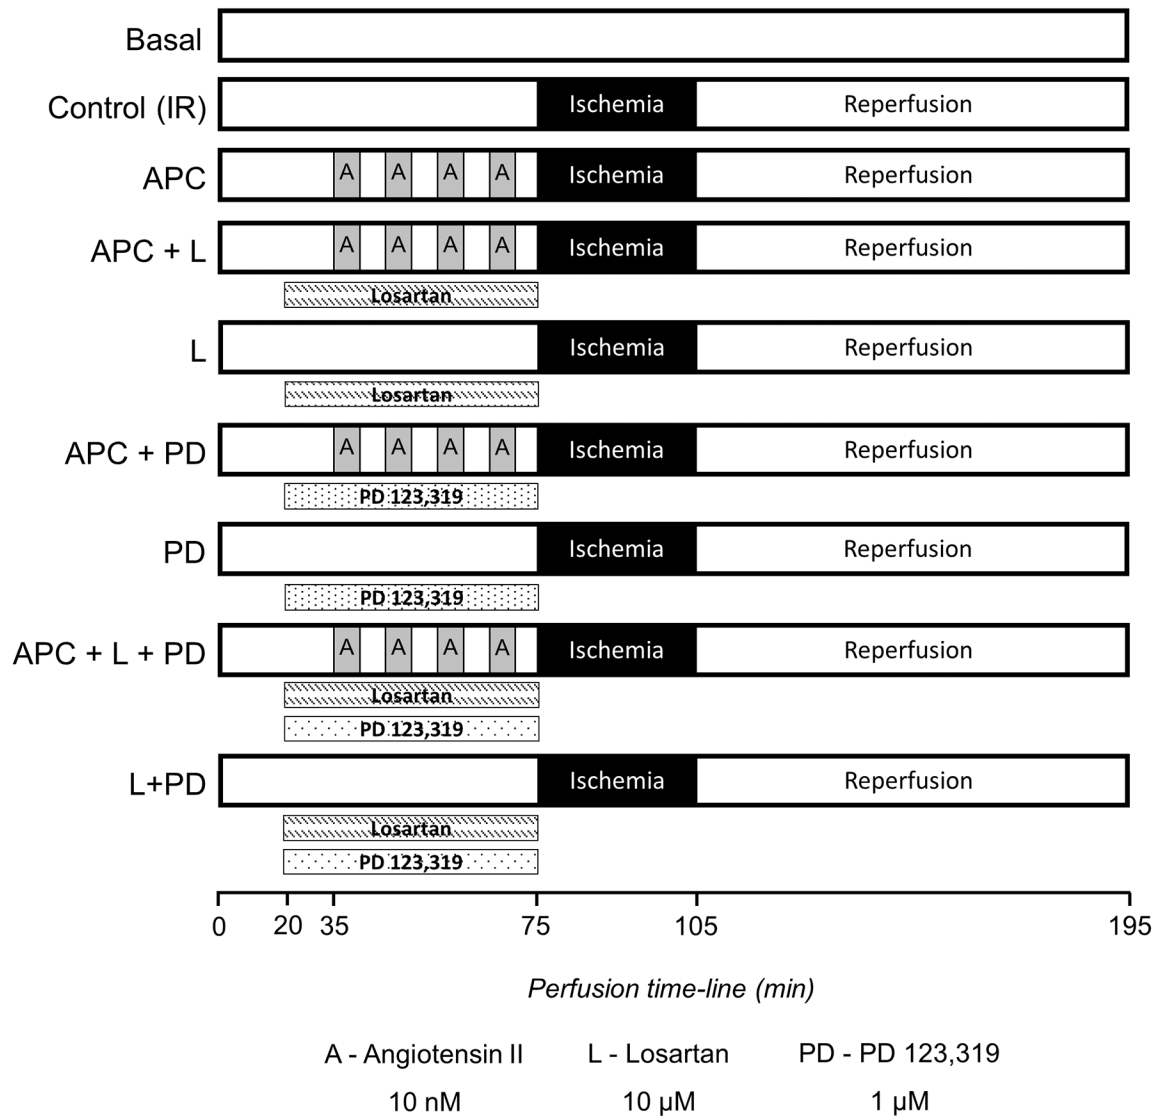 Basal
Control (IR) Ischemia Reperfusion
APC A A A A Ischemia Reperfusion
APC + L A A A A Ischemia Reperfusion
Losartan
L Ischemia Reperfusion
Losartan
APC + PD A A A A Ischemia Reperfusion
PD 123,319
PD Ischemia Reperfusion
PD 123,319
APC + L + PD A A A A Ischemia Reperfusion
Losartan
PD 123,319
L+PD Ischemia Reperfusion
Losartan
PD 123,319
0 20 35 75 105 195
Perfusion time-line (min)
A - Angiotensin II L - Losartan PD - PD 123,319
10 nM 10 µM 1 µM